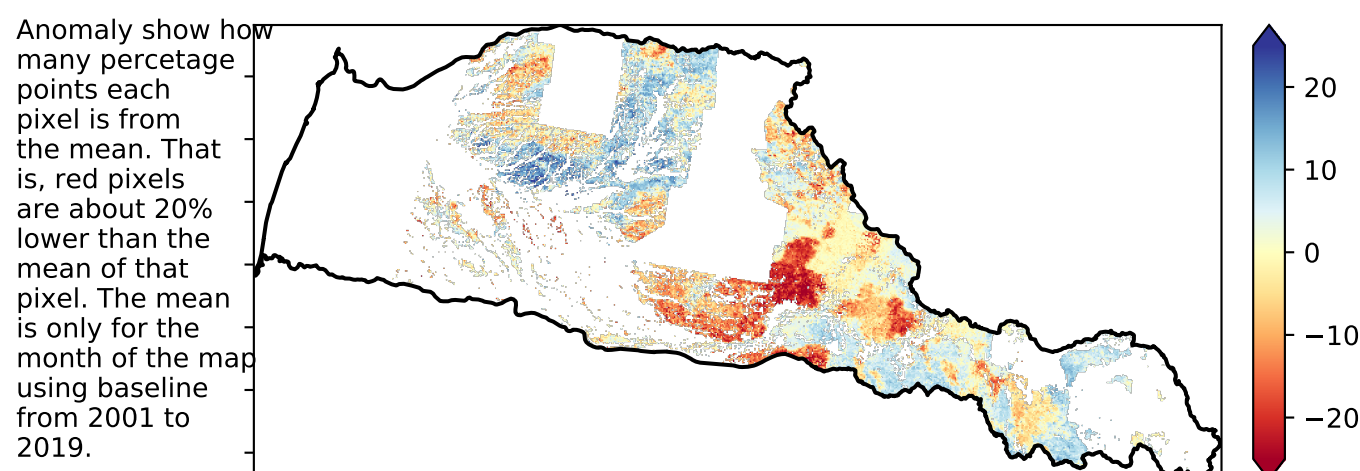 Anomaly show how
many percetage
points each
pixel is from
the mean. That
is, red pixels
are about 20%
lower than the
mean of that
pixel. The mean
is only for the
month of the map
using baseline
from 2001 to
2019.
20
10
0
−10
−20